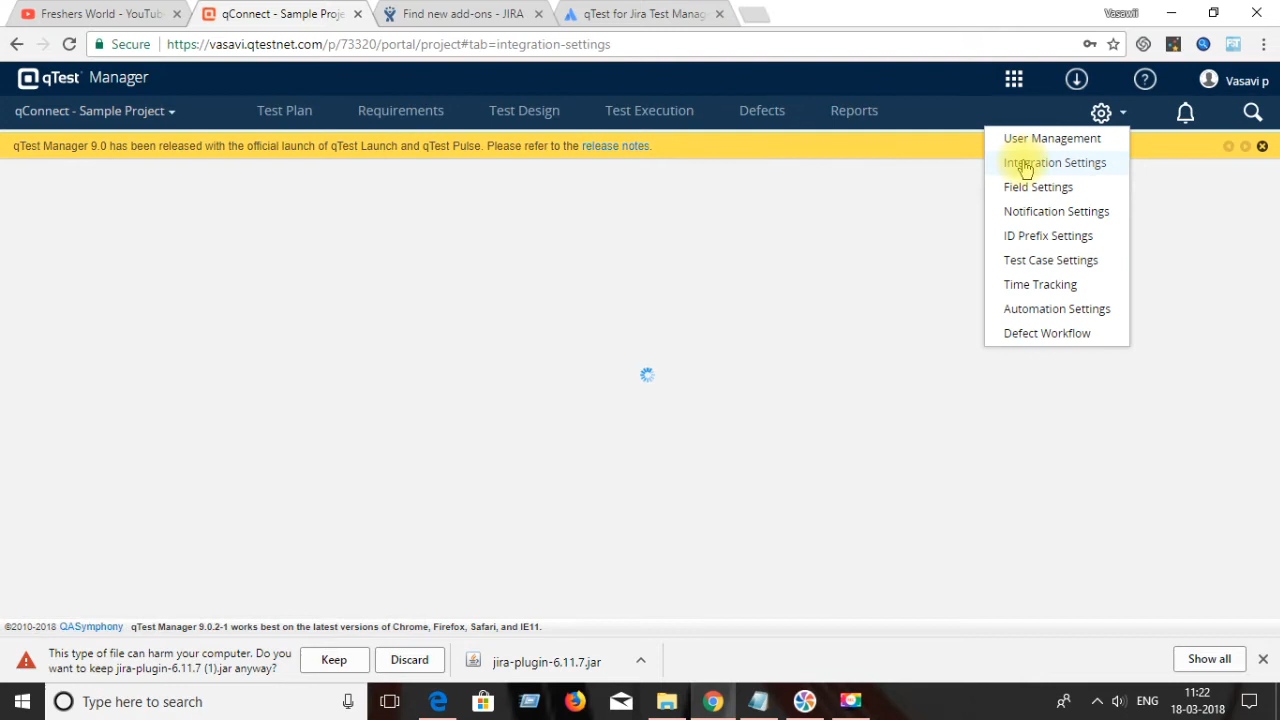 Freshers World - YouTub
qConnect - Sample Proje
Find new add-ons - JIRA
qTest for Jira Test Manag
Vasawii
Secure
https://vasavi.qtestnet.com/p/73320/portal/project#tab=integration-settings
qTest Manager
Vasavi p
qConnect - Sample Project
Test Plan
Requirements
Test Design
Test Execution
Defects
Reports
User Management
qTest Manager 9.0 has been released with the official launch of qTest Launch and qTest Pulse. Please refer to the release notes.
Integration Settings
Field Settings
Notification Settings
ID Prefix Settings
Test Case Settings
Time Tracking
Automation Settings
Defect Workflow
©2010-2018 QASymphony qTest Manager 9.0.2-1 works best on the latest versions of Chrome, Firefox, Safari, and IE11.
This type of file can harm your computer. Do you
want to keep jira-plugin-6.11.7 (1).jar anyway?
Keep
Discard
jira-plugin-6.11.7.jar
Show all
Type here to search
ENG
11:22
18-03-2018